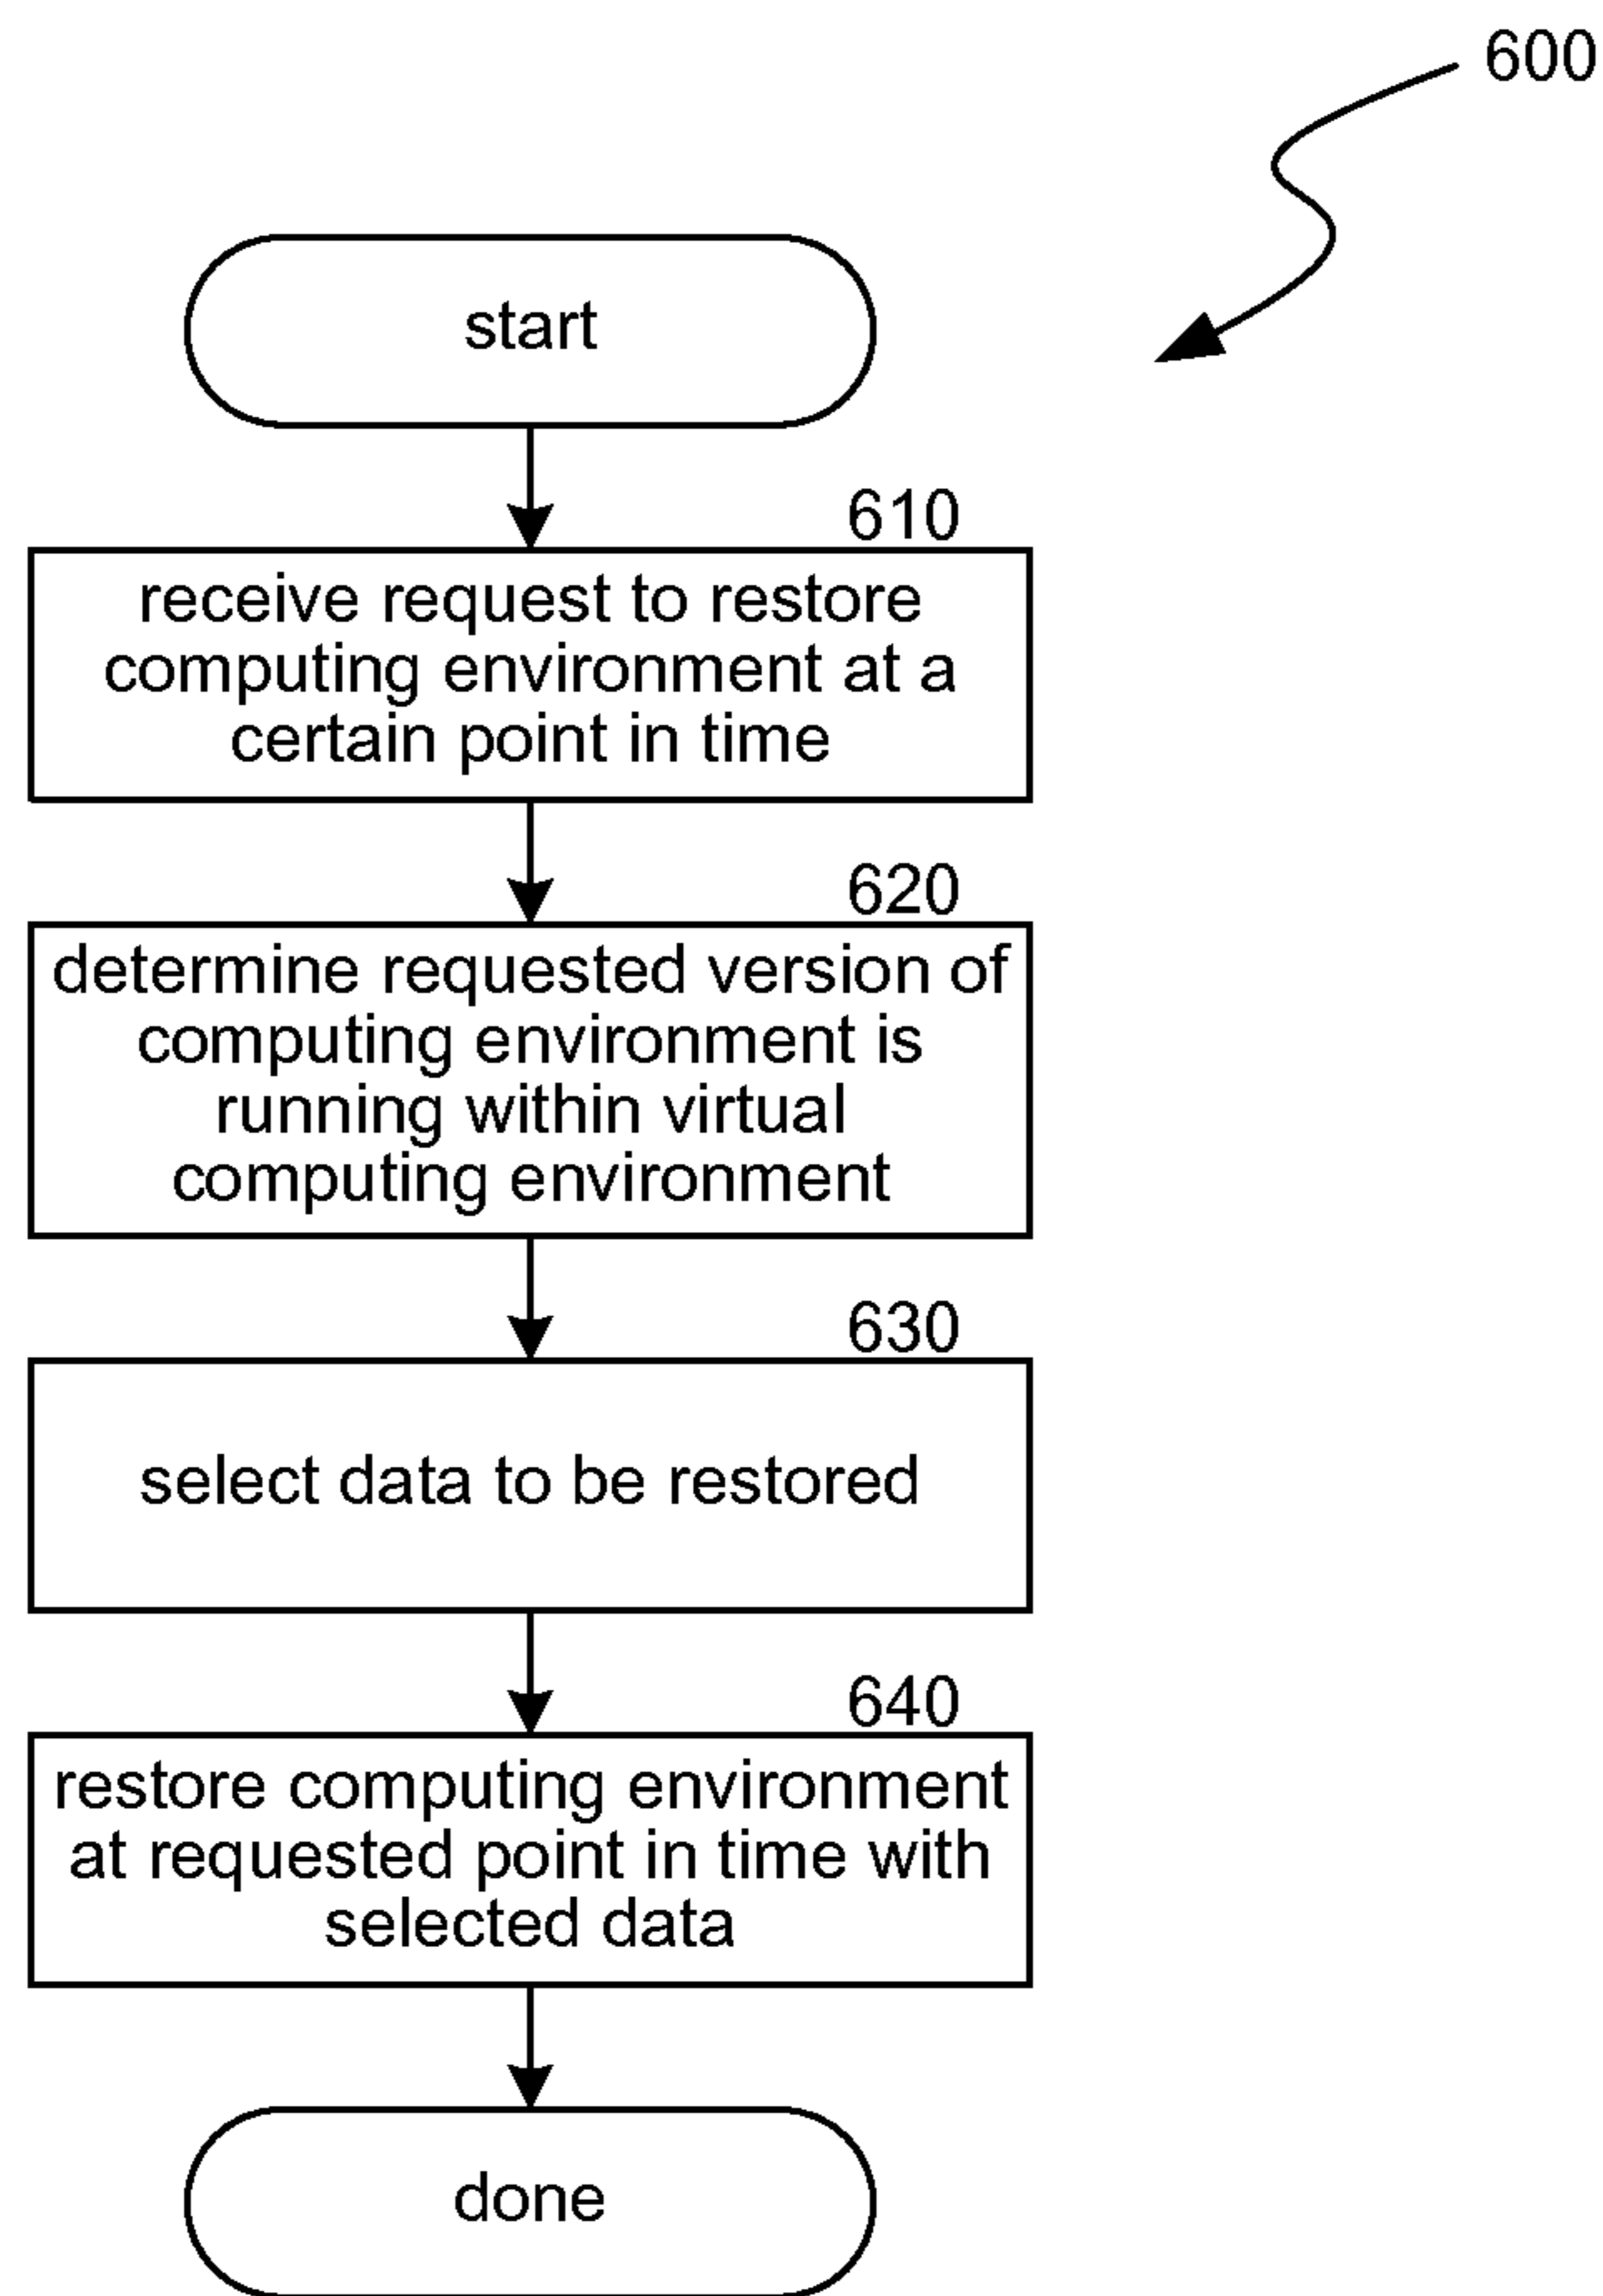 600
start
610
receive request to restore
computing environment at a
certain point in time
620
determine requested version of
computing environment is
running within virtual
computing environment
630
select data to be restored
640
restore computing environment
at requested point in time with
selected data
done